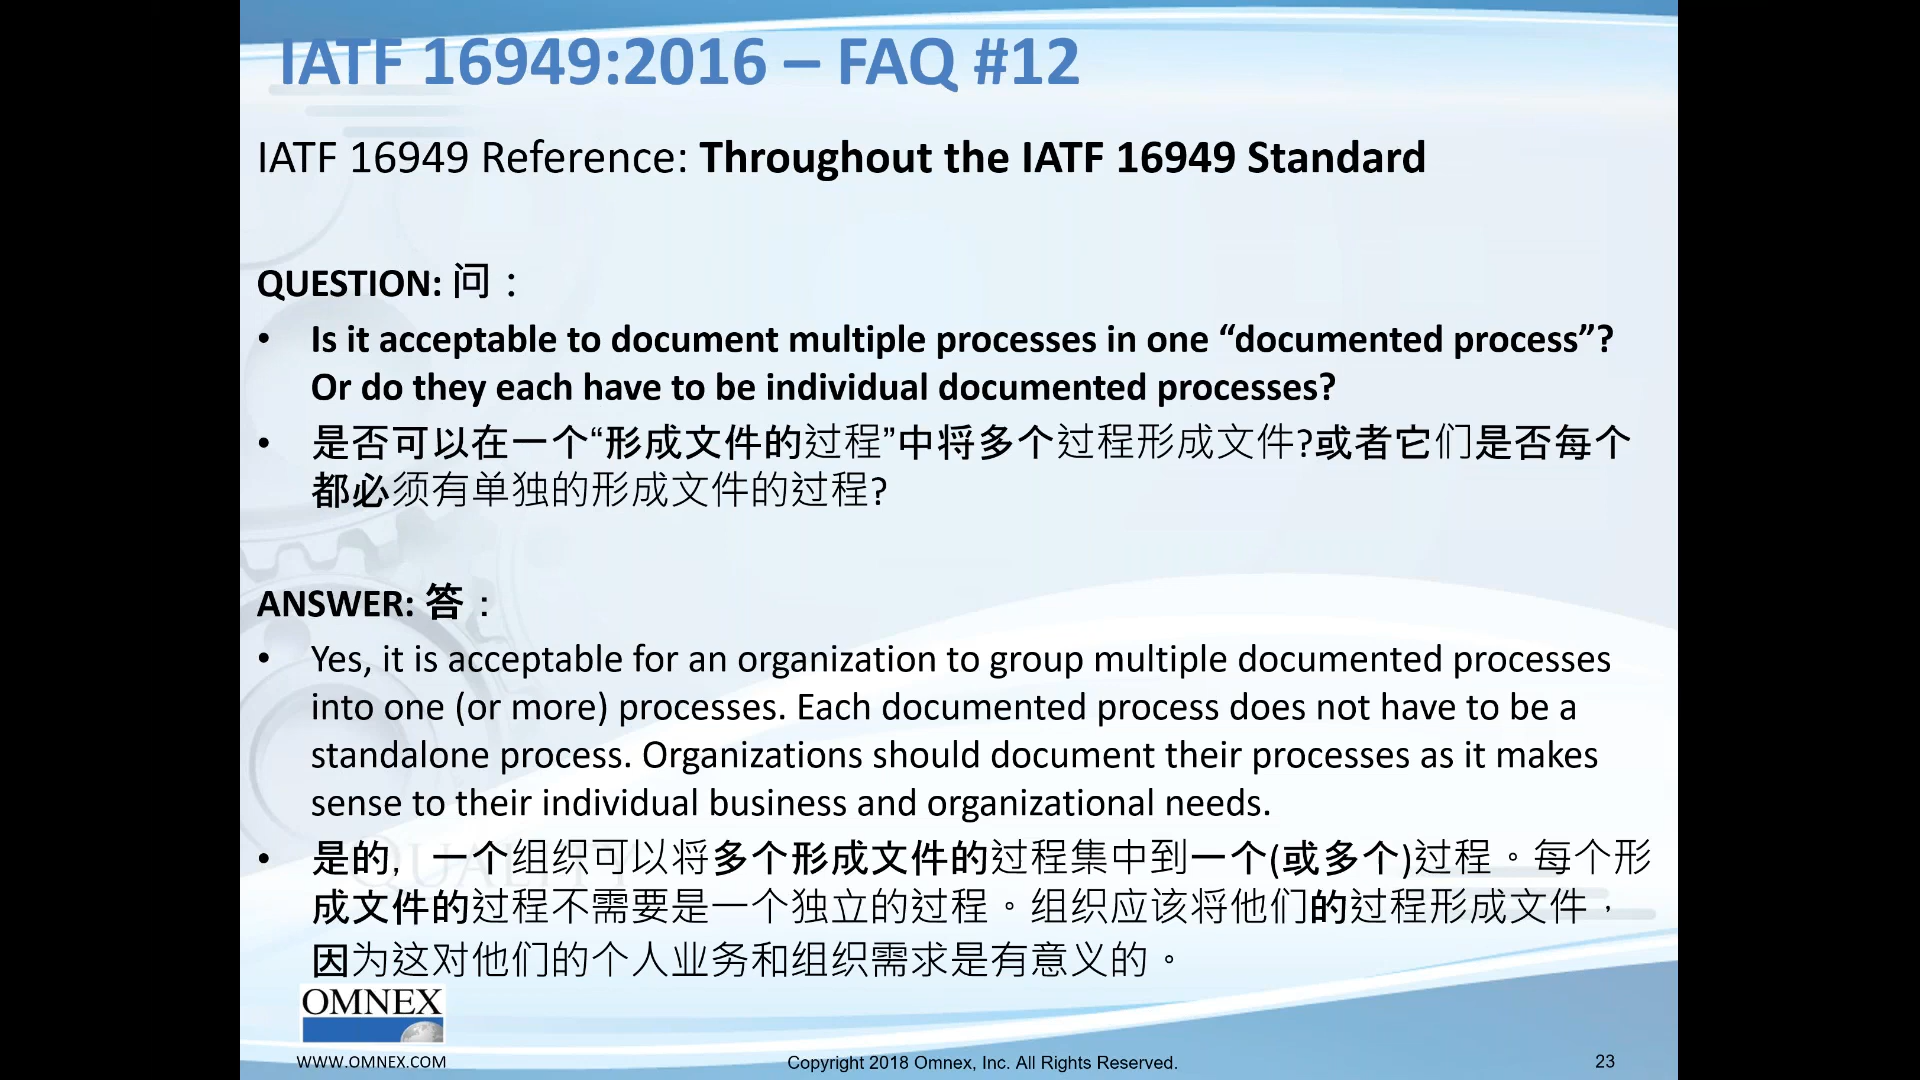 IATF 16949:2016 – FAQ #12
IATF 16949 Reference: Throughout the IATF 16949 Standard
QUESTION: 问：
• Is it acceptable to document multiple processes in one “documented process”?
Or do they each have to be individual documented processes?
• 是否可以在一个“形成文件的过程”中将多个过程形成文件?或者它们是否每个
都必须有单独的形成文件的过程?
ANSWER: 答：
• Yes, it is acceptable for an organization to group multiple documented processes
into one (or more) processes. Each documented process does not have to be a
standalone process. Organizations should document their processes as it makes
sense to their individual business and organizational needs.
• 是的, 一个组织可以将多个形成文件的过程集中到一个(或多个)过程。每个形
成文件的过程不需要是一个独立的过程。组织应该将他们的过程形成文件，
因为这对他们的个人业务和组织需求是有意义的。
QUALITY
OMNEX
WWW.OMNEX.COM
Copyright 2018 Omnex, Inc. All Rights Reserved.
23